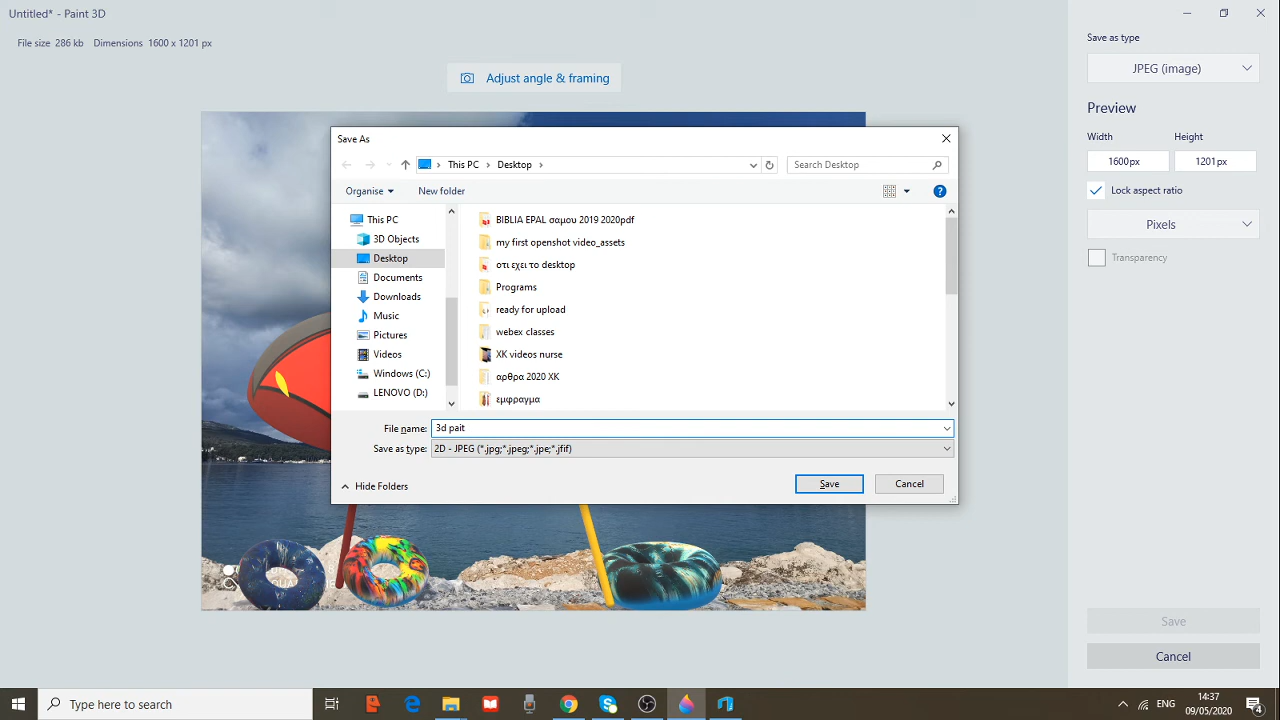 Untitled* - Paint 3D
File size 286 kb Dimensions 1600 x 1201 px
Adjust angle & framing
Save As
This PC Desktop
Search Desktop
Organise
New folder
This PC
3D Objects
Desktop
Documents
Downloads
Music
Pictures
Videos
Windows (C:)
LENOVO (D:)
BIBLIA EPAL σαμου 2019 2020pdf
my first openshot video_assets
οτι εχει το desktop
Programs
ready for upload
webex classes
XK videos nurse
αρθρα 2020 XK
εμφραγμα
File name: 3d pait
Save as type: 2D - JPEG (*.jpg;*.jpeg;*.jpe;*.jfif)
Hide Folders
Save
Cancel
Save as type
JPEG (image)
Preview
Width Height
1600px 1201px
Lock aspect ratio
Pixels
Transparency
Save
Cancel
Type here to search
ENG
14:37
09/05/2020
4